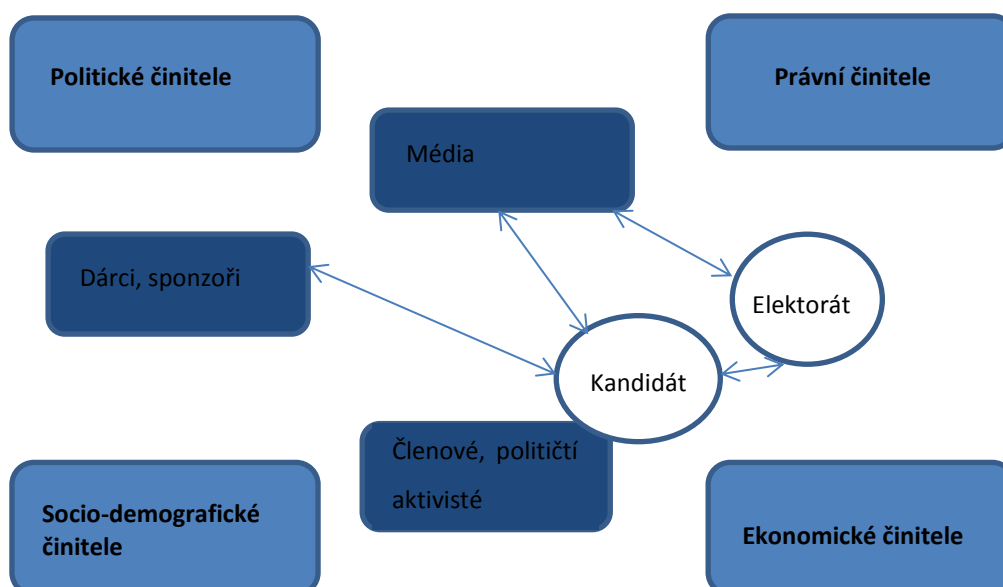 Politické činitele
Právní činitele
Média
Dárci, sponzoři
Elektorát
Kandidát
Členové, političtí
aktivisté
Socio-demografické
činitele
Ekonomické činitele